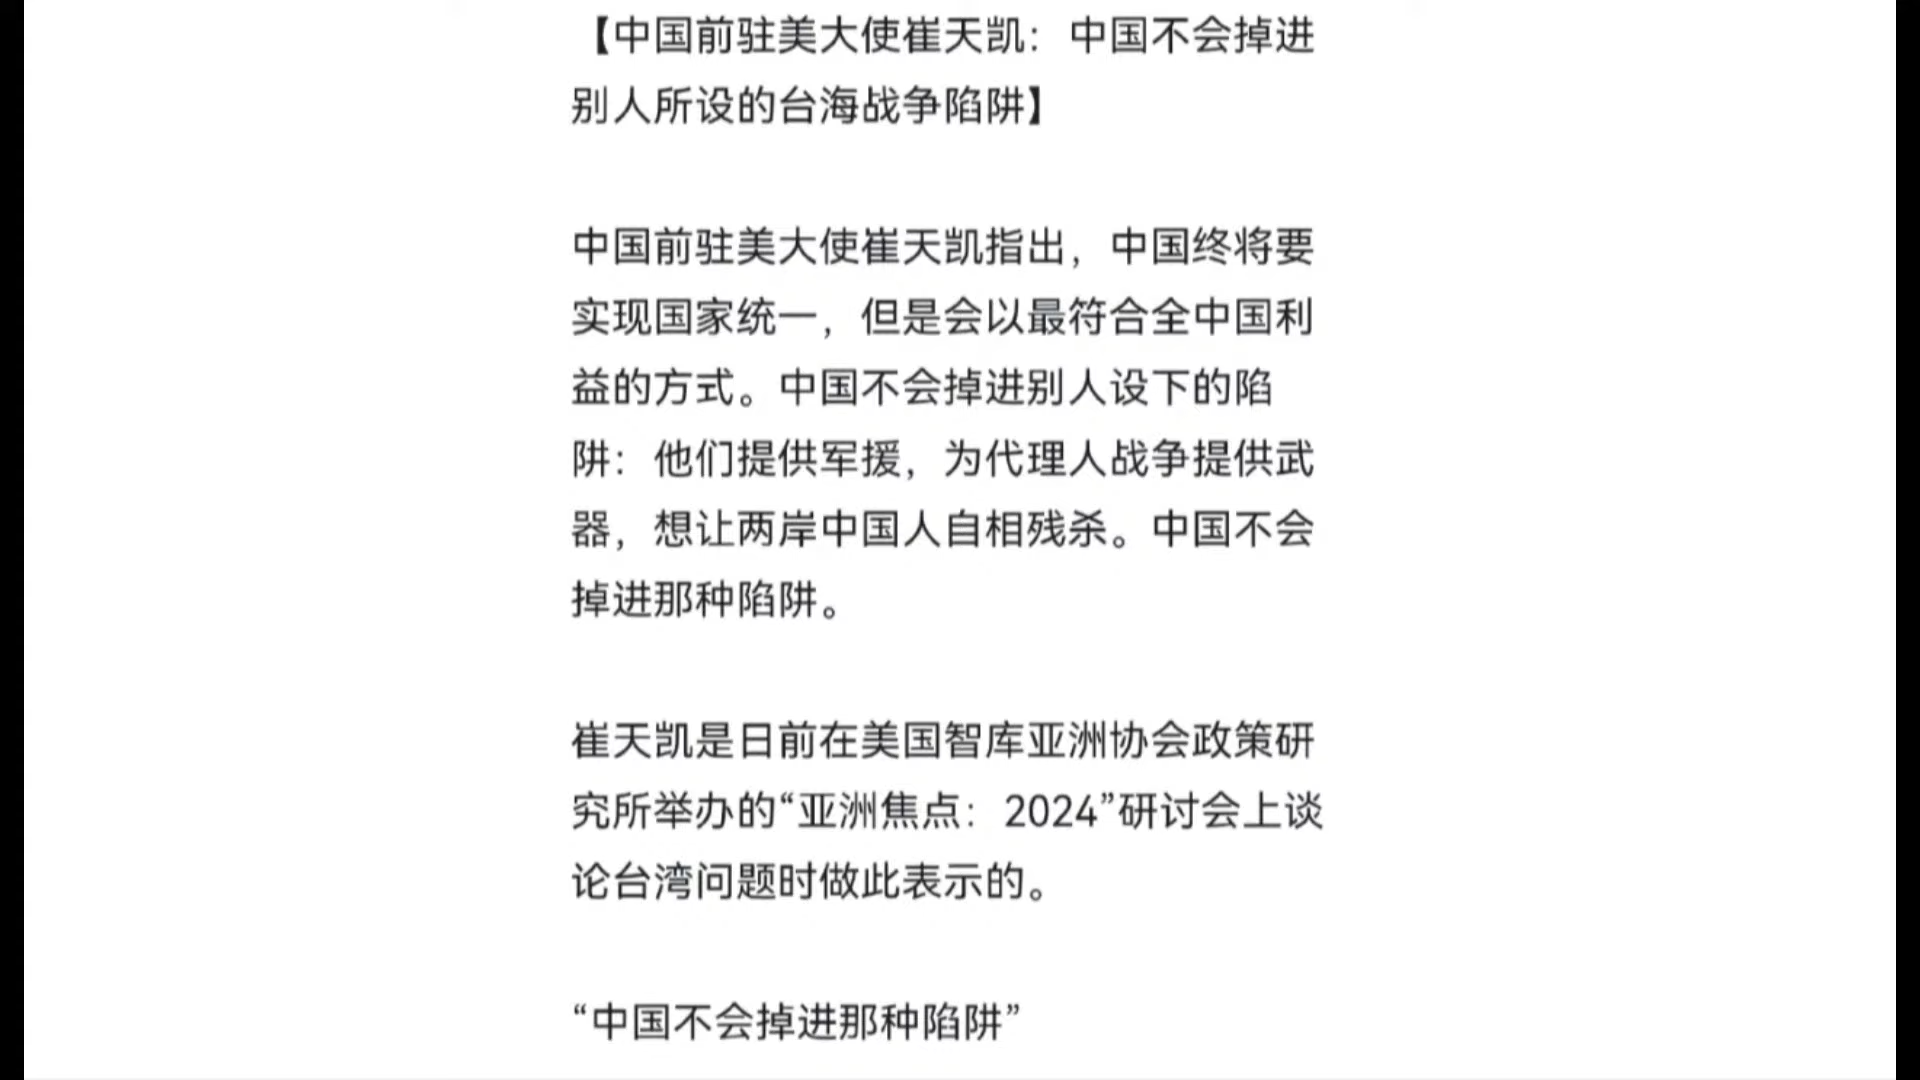 【中国前驻美大使崔天凯：中国不会掉进
别人所设的台海战争陷阱】
中国前驻美大使崔天凯指出，中国终将要
实现国家统一，但是会以最符合全中国利
益的方式。中国不会掉进别人设下的陷
阱：他们提供军援，为代理人战争提供武
器，想让两岸中国人自相残杀。中国不会
掉进那种陷阱。
崔天凯是日前在美国智库亚洲协会政策研
究所举办的“亚洲焦点：2024”研讨会上谈
论台湾问题时做此表示的。
“中国不会掉进那种陷阱”